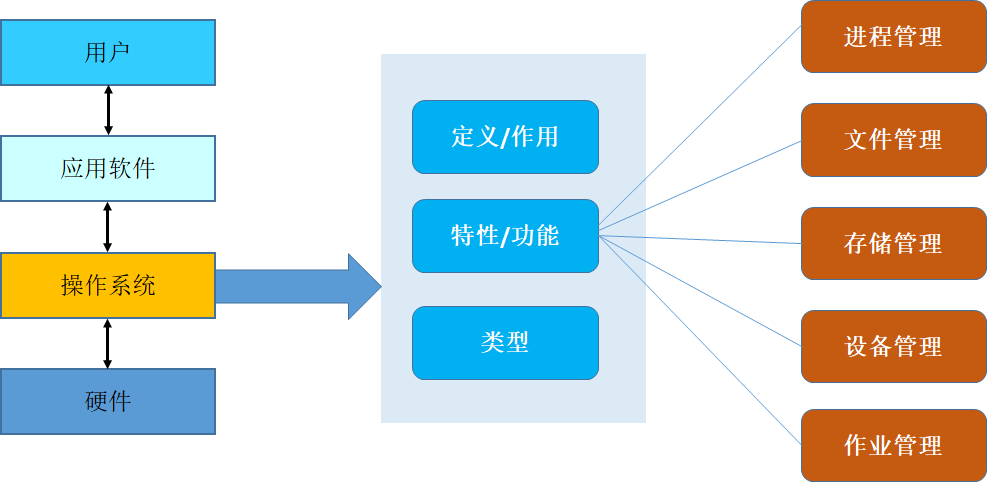 用户
应用软件
操作系统
硬件
定义/作用
特性/功能
类型
进程管理
文件管理
存储管理
设备管理
作业管理